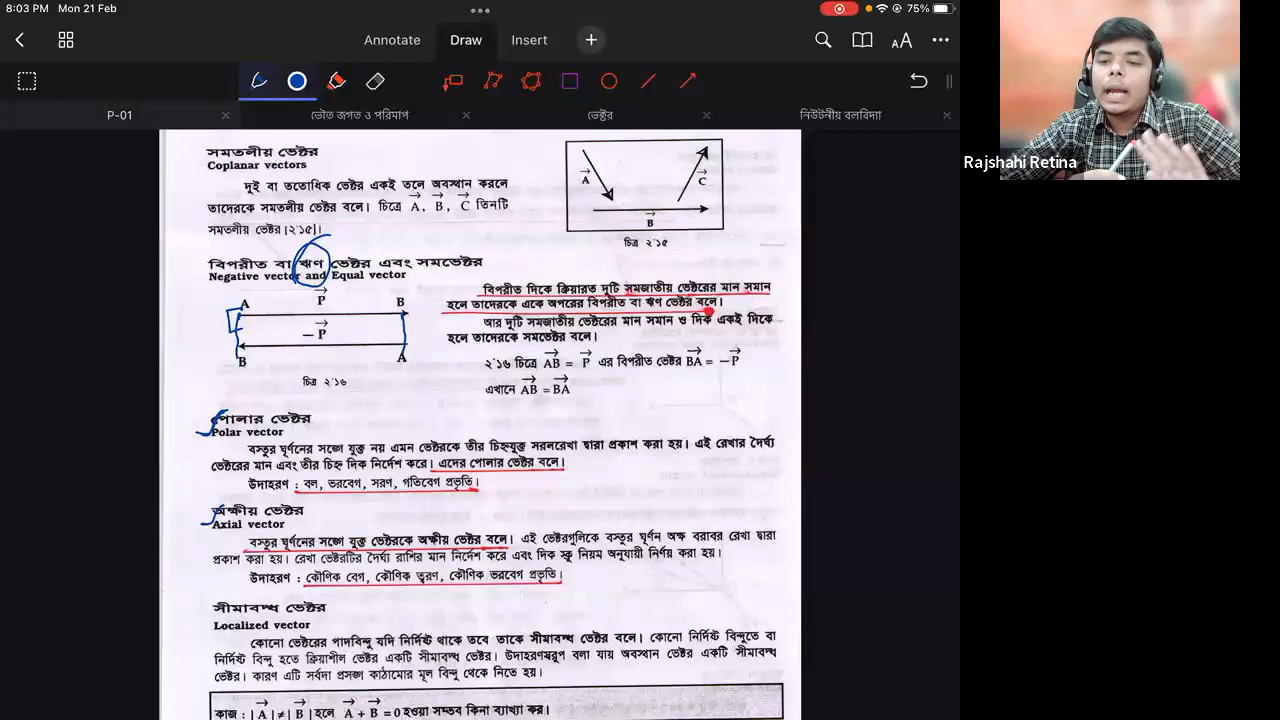 8:03 PM Mon 21 Feb
75%
Annotate
Draw
Insert
AA
P-01
ভৌত জগত ও পরিমাপ
ভেক্টর
নিউটনীয় বলবিদ্যা
Rajshahi Retina
সমতলীয় ভেক্টর
Coplanar vectors
দুই বা ততোধিক ভেক্টর একই তলে অবস্থান করলে
তাদেরকে সমতলীয় ভেক্টর বলে। চিত্রে A, B, C তিনটি
সমতলীয় ভেক্টর [২'১৫]।
A
B
C
চিত্র ২'১৫
বিপরীত বা ঋণ ভেক্টর এবং সমভেক্টর
Negative vector and Equal vector
A
P
B
– P
B
A
চিত্র ২'১৬
বিপরীত দিকে ক্রিয়ারত দুটি সমজাতীয় ভেক্টরের মান সমান
হলে তাদেরকে একে অপরের বিপরীত বা ঋণ ভেক্টর বলে।
আর দুটি সমজাতীয় ভেক্টরের মান সমান ও দিক একই দিকে
হলে তাদেরকে সমভেক্টর বলে।
২'১৬ চিত্রে AB = P এর বিপরীত ভেক্টর BA = –P
এখানে AB = BA
পোলার ভেক্টর
Polar vector
বস্তুর ঘূর্ণনের সঙ্গে যুক্ত নয় এমন ভেক্টরকে তীর চিহ্নযুক্ত সরলরেখা দ্বারা প্রকাশ করা হয়। এই রেখার দৈর্ঘ্য
ভেক্টরের মান এবং তীর চিহ্ন দিক নির্দেশ করে। এদের পোলার ভেক্টর বলে।
উদাহরণ : বল, ভরবেগ, সরণ, গতিবেগ প্রভৃতি।
অক্ষীয় ভেক্টর
Axial vector
বস্তুর ঘূর্ণনের সঙ্গে যুক্ত ভেক্টরকে অক্ষীয় ভেক্টর বলে। এই ভেক্টরগুলিকে বস্তুর ঘূর্ণন অক্ষ বরাবর রেখা দ্বারা
প্রকাশ করা হয়। রেখা ভেক্টরটির দৈর্ঘ্য রাশির মান নির্দেশ করে এবং দিক স্ক্রু নিয়ম অনুযায়ী নির্ণয় করা হয়।
উদাহরণ : কৌণিক বেগ, কৌণিক ত্বরণ, কৌণিক ভরবেগ প্রভৃতি।
সীমাবদ্ধ ভেক্টর
Localized vector
কোনো ভেক্টরের পাদবিন্দু যদি নির্দিষ্ট থাকে তবে তাকে সীমাবদ্ধ ভেক্টর বলে। কোনো নির্দিষ্ট বিন্দুতে বা
নির্দিষ্ট বিন্দু হতে ক্রিয়াশীল ভেক্টর একটি সীমাবদ্ধ ভেক্টর। উদাহরণস্বরূপ বলা যায় অবস্থান ভেক্টর একটি সীমাবদ্ধ
ভেক্টর। কারণ এটি সর্বদা প্রসঙ্গ কাঠামোর মূল বিন্দু থেকে নিতে হয়।
কাজ : |A| ≠ |B| হলে A + B = 0 হওয়া সম্ভব কিনা ব্যাখ্যা কর।